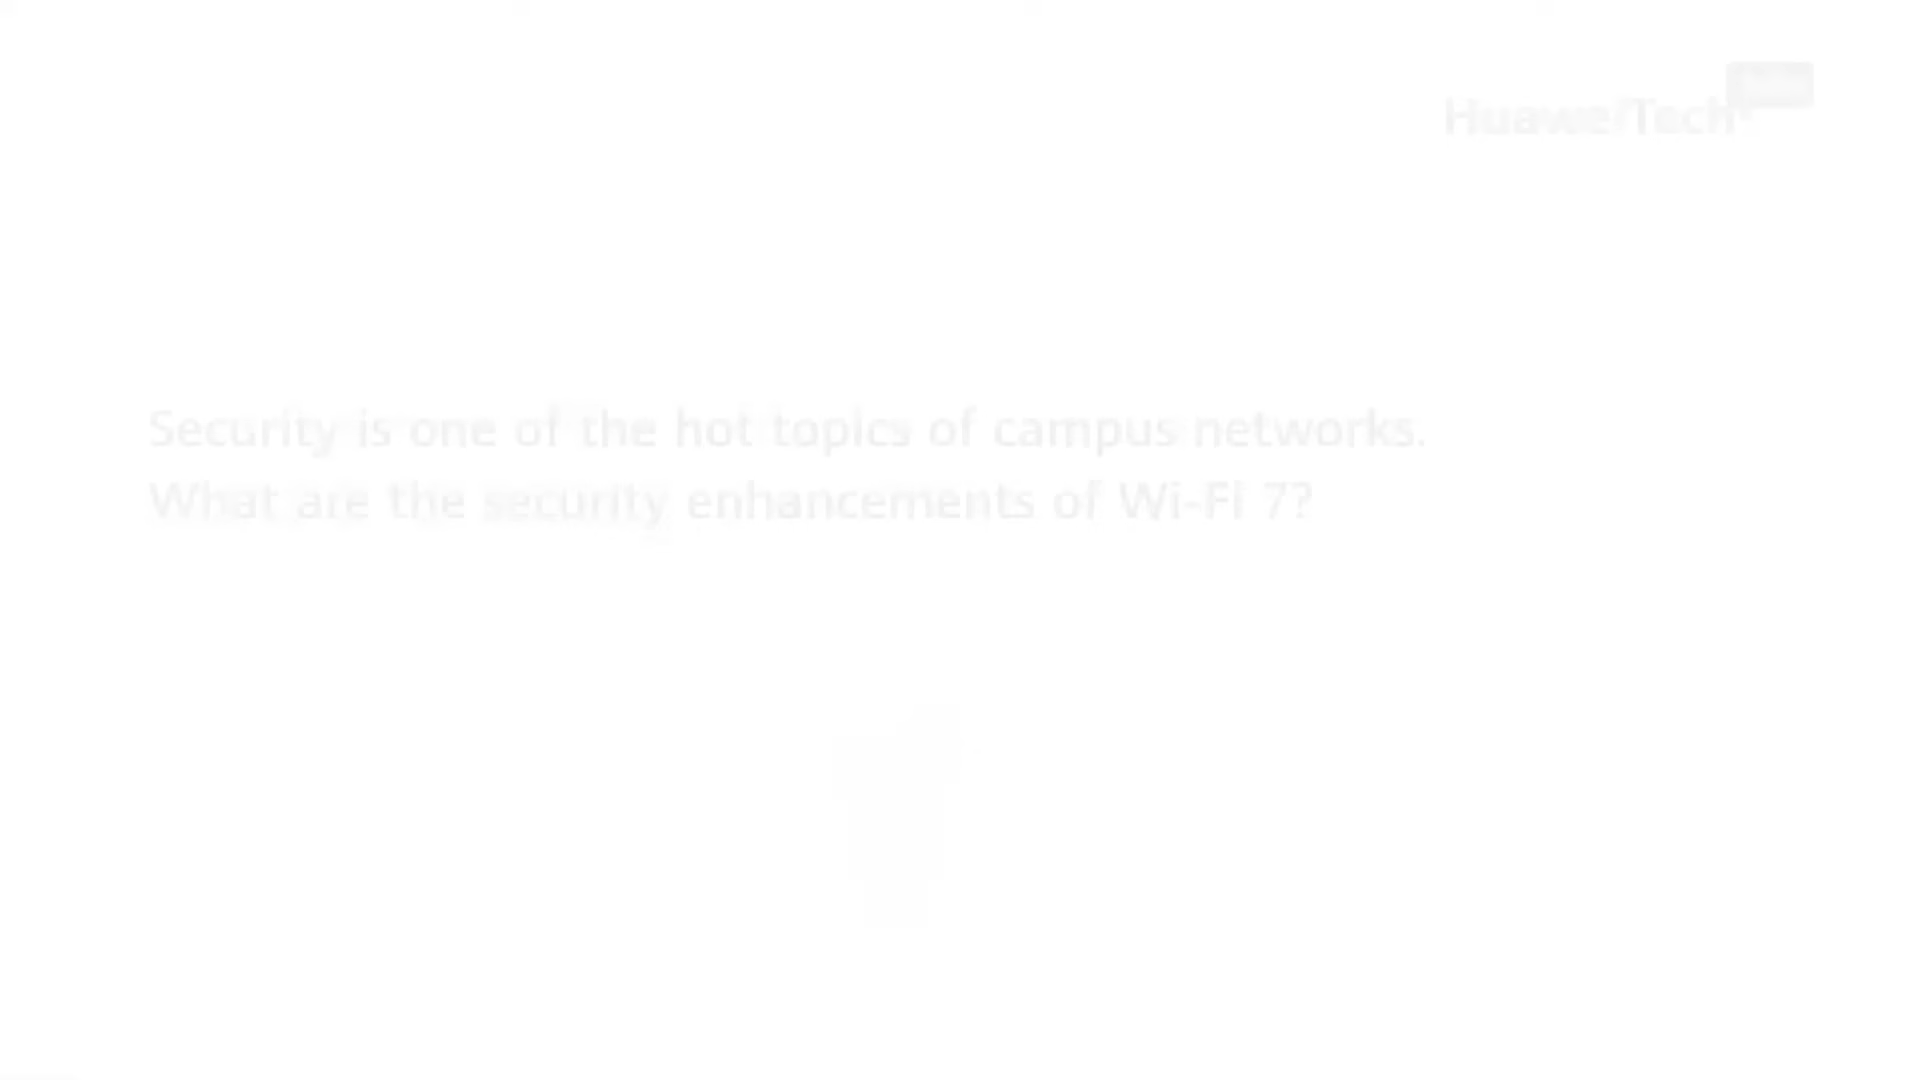 HuaweiTech
Security is one of the hot topics of campus networks.
What are the security enhancements of Wi-Fi 7?